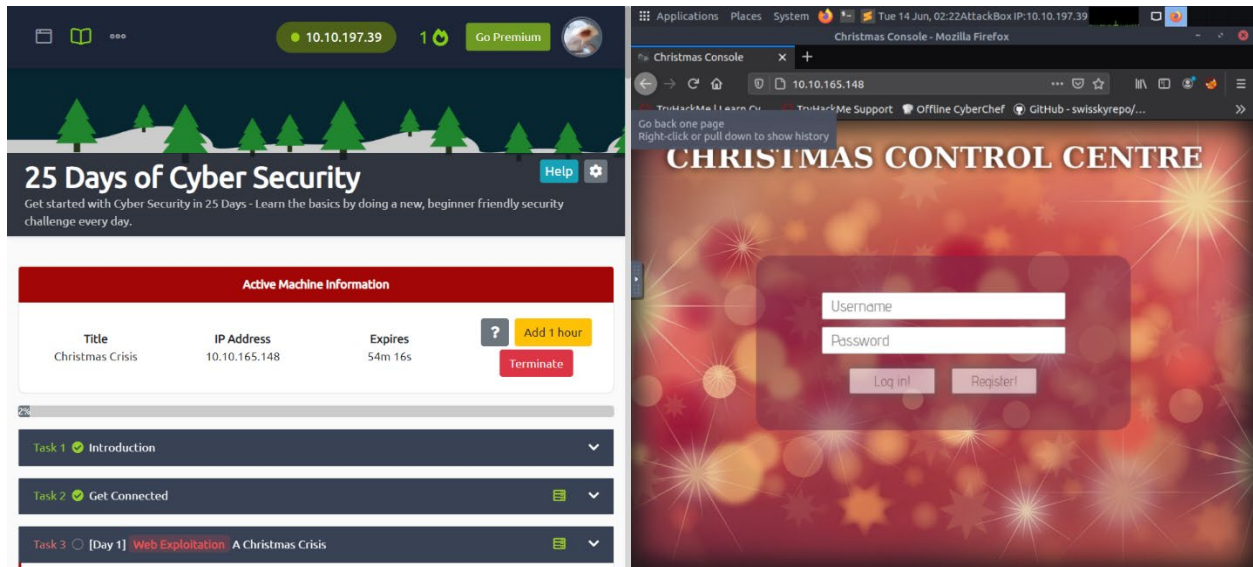 10.10.197.39
1
Go Premium
25 Days of Cyber Security
Help
Get started with Cyber Security in 25 Days - Learn the basics by doing a new, beginner friendly security
challenge every day.
Active Machine Information
Title
IP Address
Expires
Christmas Crisis
10.10.165.148
54m 16s
?
Add 1 hour
Terminate
2%
Task 1 Introduction
Task 2 Get Connected
Task 3 [Day 1] Web Exploitation A Christmas Crisis
Applications Places System Tue 14 Jun, 02:22 AttackBox IP:10.10.197.39
Christmas Console - Mozilla Firefox
Christmas Console
10.10.165.148
TryHackMe | Learn Cy TryHackMe Support Offline CyberChef GitHub - swisskyrepo/...
Go back one page
Right-click or pull down to show history
CHRISTMAS CONTROL CENTRE
Username
Password
Log in!
Register!